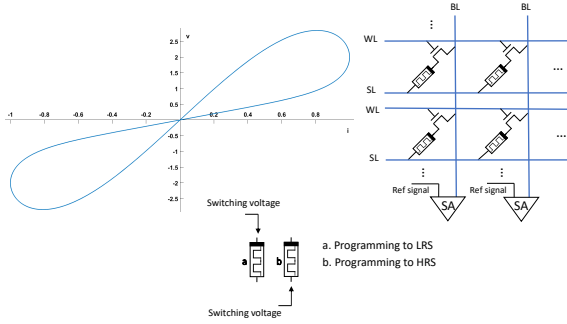 v
2.5
2
1.5
1
0.5
-1 -0.8 -0.6 -0.4 -0.2 0 0.2 0.4 0.6 0.8
i
-0.5
-1
-1.5
-2
-2.5
BL BL
...
WL
...
SL
WL
...
SL
... ...
Ref signal Ref signal
SA SA
Switching voltage
a b
a. Programming to LRS
b. Programming to HRS
Switching voltage